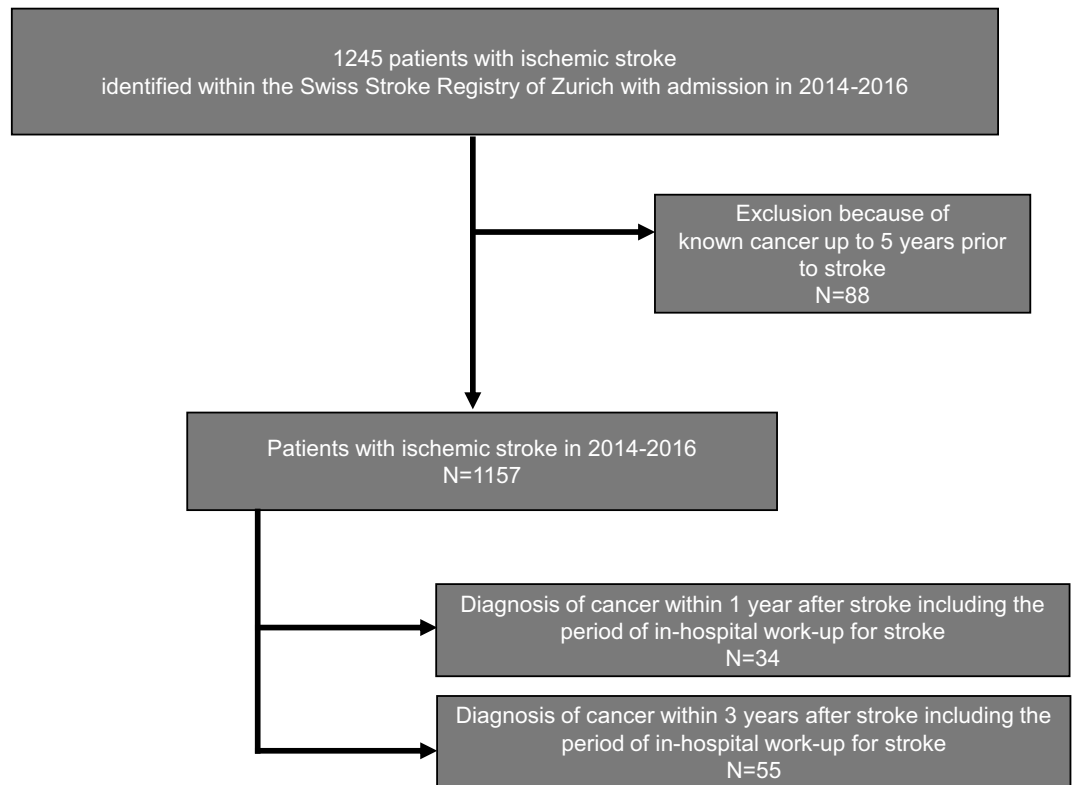 1245 patients with ischemic stroke
identified within the Swiss Stroke Registry of Zurich with admission in 2014-2016
Exclusion because of
known cancer up to 5 years prior
to stroke
N=88
Patients with ischemic stroke in 2014-2016
N=1157
Diagnosis of cancer within 1 year after stroke including the
period of in-hospital work-up for stroke
N=34
Diagnosis of cancer within 3 years after stroke including the
period of in-hospital work-up for stroke
N=55